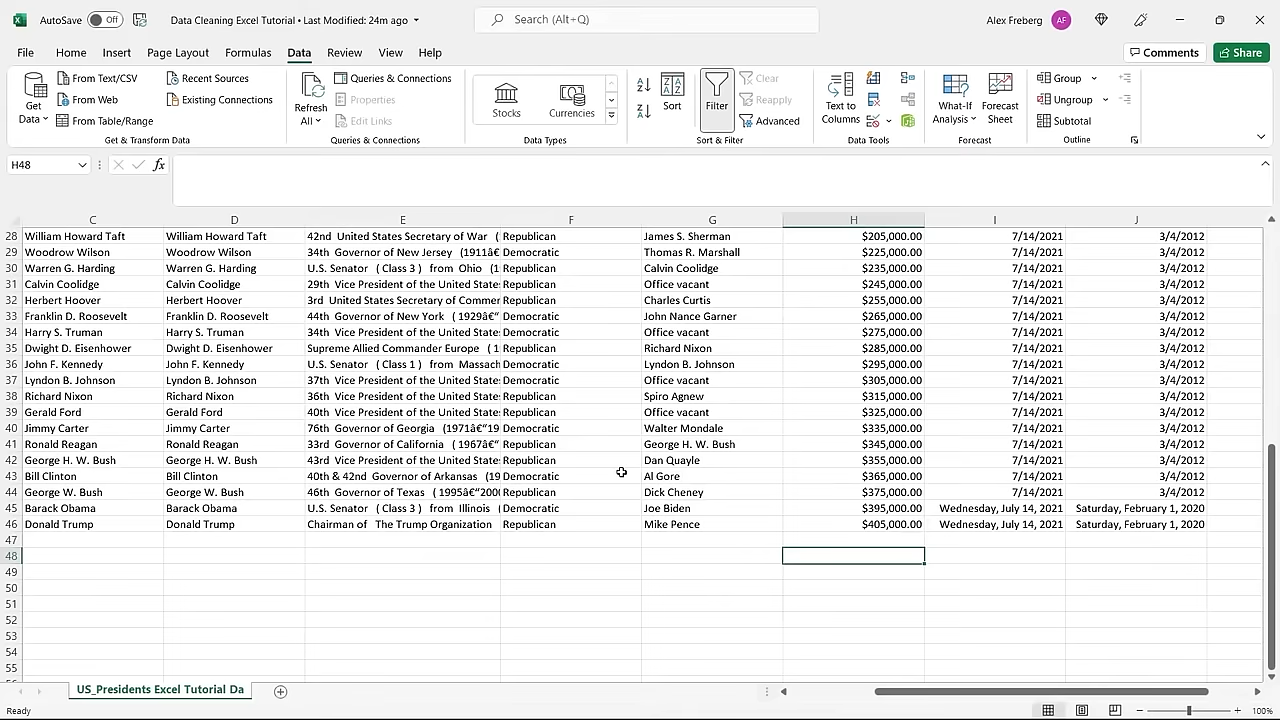 AutoSave Off Data Cleaning Excel Tutorial • Last Modified: 24m ago Search (Alt+Q) Alex Freberg AF
File Home Insert Page Layout Formulas Data Review View Help Comments Share
Get Data From Text/CSV Recent Sources Refresh All Queries & Connections Stocks Currencies Sort Filter Clear Text to Columns What-If Analysis Forecast Sheet Group
From Web Existing Connections Properties Reapply Ungroup
From Table/Range Edit Links Advanced Subtotal
Get & Transform Data Queries & Connections Data Types Sort & Filter Data Tools Forecast Outline
H48 fx
C D E F G H I J
28 William Howard Taft William Howard Taft 42nd United States Secretary of War ( Republican James S. Sherman $205,000.00 7/14/2021 3/4/2012
29 Woodrow Wilson Woodrow Wilson 34th Governor of New Jersey (1911â€ Democratic Thomas R. Marshall $225,000.00 7/14/2021 3/4/2012
30 Warren G. Harding Warren G. Harding U.S. Senator ( Class 3 ) from Ohio (1 Republican Calvin Coolidge $235,000.00 7/14/2021 3/4/2012
31 Calvin Coolidge Calvin Coolidge 29th Vice President of the United State: Republican Office vacant $245,000.00 7/14/2021 3/4/2012
32 Herbert Hoover Herbert Hoover 3rd United States Secretary of Commer Republican Charles Curtis $255,000.00 7/14/2021 3/4/2012
33 Franklin D. Roosevelt Franklin D. Roosevelt 44th Governor of New York ( 1929â€“ Democratic John Nance Garner $265,000.00 7/14/2021 3/4/2012
34 Harry S. Truman Harry S. Truman 34th Vice President of the United State: Democratic Office vacant $275,000.00 7/14/2021 3/4/2012
35 Dwight D. Eisenhower Dwight D. Eisenhower Supreme Allied Commander Europe ( 1 Republican Richard Nixon $285,000.00 7/14/2021 3/4/2012
36 John F. Kennedy John F. Kennedy U.S. Senator ( Class 1 ) from Massach Democratic Lyndon B. Johnson $295,000.00 7/14/2021 3/4/2012
37 Lyndon B. Johnson Lyndon B. Johnson 37th Vice President of the United State: Democratic Office vacant $305,000.00 7/14/2021 3/4/2012
38 Richard Nixon Richard Nixon 36th Vice President of the United State: Republican Spiro Agnew $315,000.00 7/14/2021 3/4/2012
39 Gerald Ford Gerald Ford 40th Vice President of the United State: Republican Office vacant $325,000.00 7/14/2021 3/4/2012
40 Jimmy Carter Jimmy Carter 76th Governor of Georgia (1971â€“19 Democratic Walter Mondale $335,000.00 7/14/2021 3/4/2012
41 Ronald Reagan Ronald Reagan 33rd Governor of California ( 1967â€“ Republican George H. W. Bush $345,000.00 7/14/2021 3/4/2012
42 George H. W. Bush George H. W. Bush 43rd Vice President of the United State: Republican Dan Quayle $355,000.00 7/14/2021 3/4/2012
43 Bill Clinton Bill Clinton 40th & 42nd Governor of Arkansas (19 Democratic Al Gore $365,000.00 7/14/2021 3/4/2012
44 George W. Bush George W. Bush 46th Governor of Texas ( 1995â€“200( Republican Dick Cheney $375,000.00 7/14/2021 3/4/2012
45 Barack Obama Barack Obama U.S. Senator ( Class 3 ) from Illinois ( Democratic Joe Biden $395,000.00 Wednesday, July 14, 2021 Saturday, February 1, 2020
46 Donald Trump Donald Trump Chairman of The Trump Organization Republican Mike Pence $405,000.00 Wednesday, July 14, 2021 Saturday, February 1, 2020
47
48
49
50
51
52
53
54
55
US_Presidents Excel Tutorial Da
Ready 100%